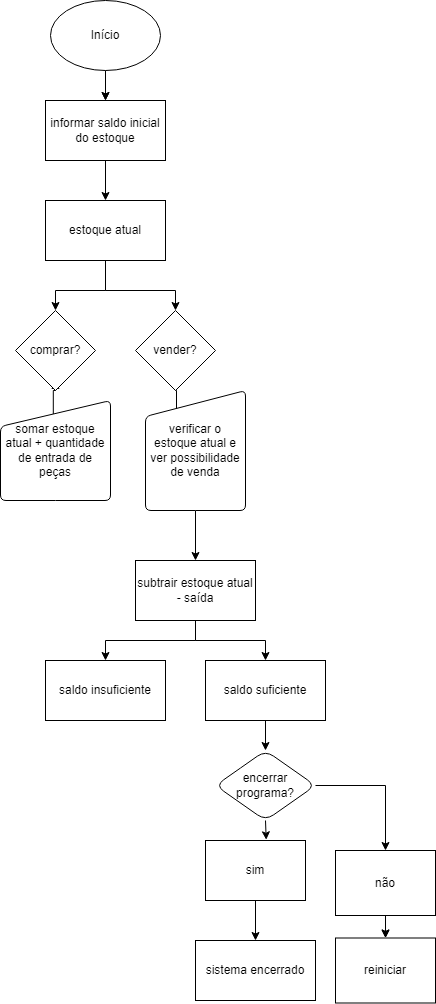 Início
informar saldo inicial
do estoque
estoque atual
comprar?
vender?
somar estoque
atual + quantidade
de entrada de
peças
verificar o
estoque atual e
ver possibilidade
de venda
subtrair estoque atual
- saída
saldo insuficiente
saldo suficiente
encerrar
programa?
sim
não
sistema encerrado
reiniciar